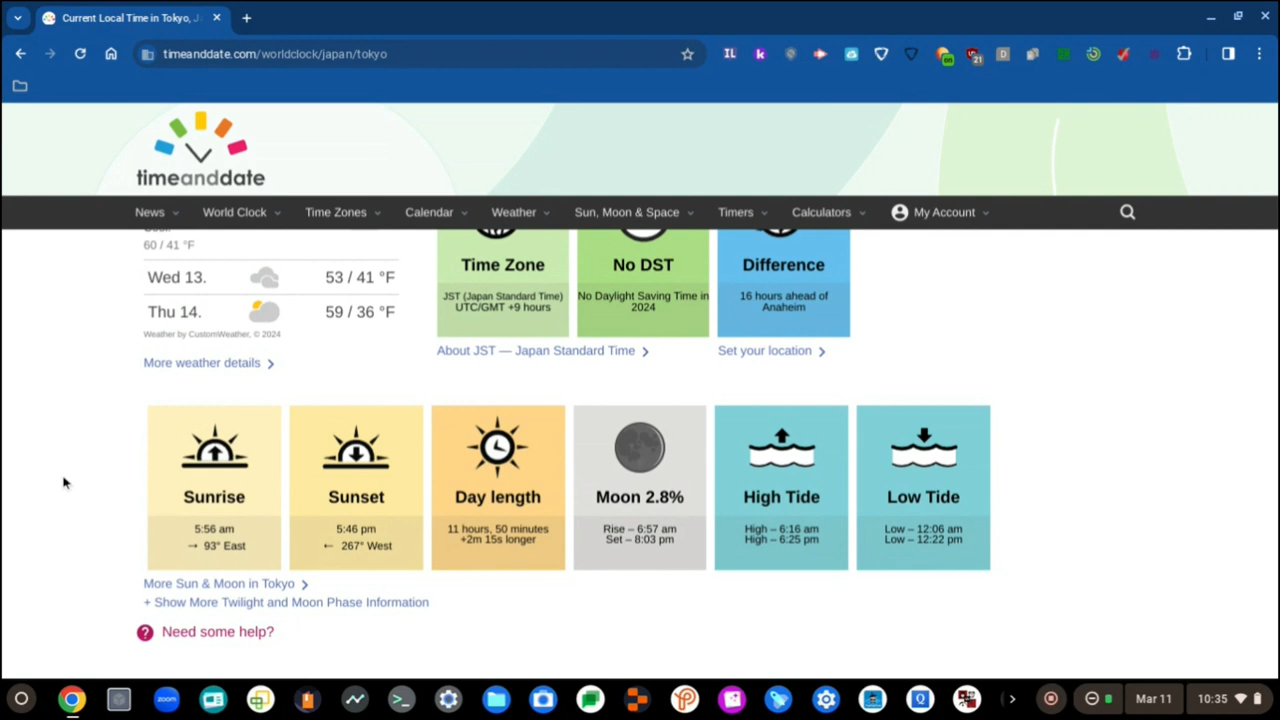 Current Local Time in Tokyo, J
timeanddate.com/worldclock/japan/tokyo
IL
k
on
21
D
timeanddate
News
World Clock
Time Zones
Calendar
Weather
Sun, Moon & Space
Timers
Calculators
My Account
60 / 41 °F
Wed 13.
53 / 41 °F
Thu 14.
59 / 36 °F
Weather by CustomWeather, © 2024
More weather details
Time Zone
JST (Japan Standard Time)
UTC/GMT +9 hours
No DST
No Daylight Saving Time in
2024
Difference
16 hours ahead of
Anaheim
About JST — Japan Standard Time
Set your location
Sunrise
5:56 am
→ 93° East
Sunset
5:46 pm
← 267° West
Day length
11 hours, 50 minutes
+2m 15s longer
Moon 2.8%
Rise – 6:57 am
Set – 8:03 pm
High Tide
High – 6:16 am
High – 6:25 pm
Low Tide
Low – 12:06 am
Low – 12:22 pm
More Sun & Moon in Tokyo
+ Show More Twilight and Moon Phase Information
? Need some help?
zoom
Q
Mar 11
10:35